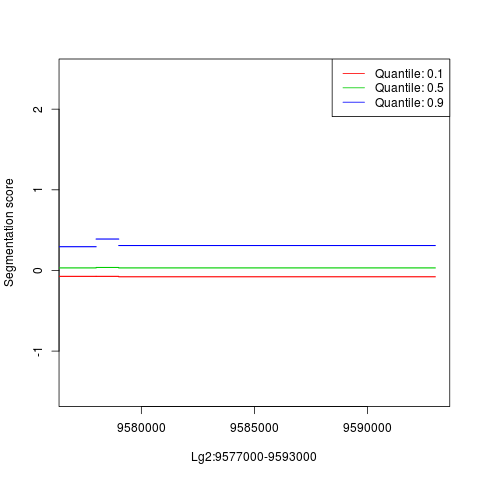 Quantile: 0.1
Quantile: 0.5
Quantile: 0.9
Segmentation score
2
1
0
-1
9580000 9585000 9590000
Lg2:9577000-9593000